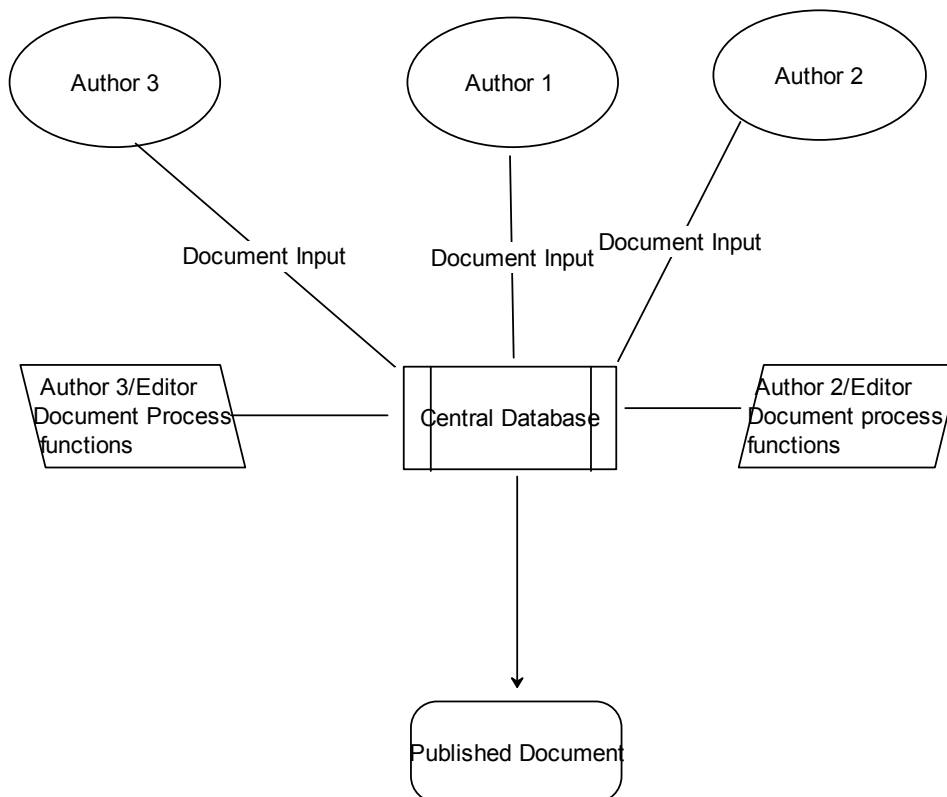 Author 3
Author 1
Author 2
Document Input
Document Input
Document Input
Author 3/Editor
Document Process
functions
Central Database
Author 2/Editor
Document process
functions
Published Document